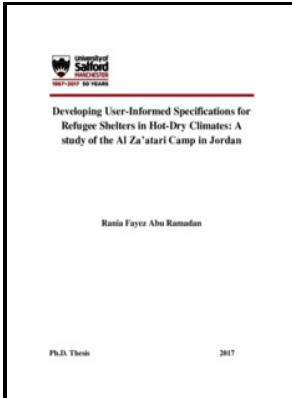 University of
Salford
MANCHESTER
1967-2017 50 YEARS
Developing User-Informed Specifications for
Refugee Shelters in Hot-Dry Climates: A
study of the Al Za'atari Camp in Jordan
Rania Fayez Abu Ramadan
Ph.D. Thesis 2017